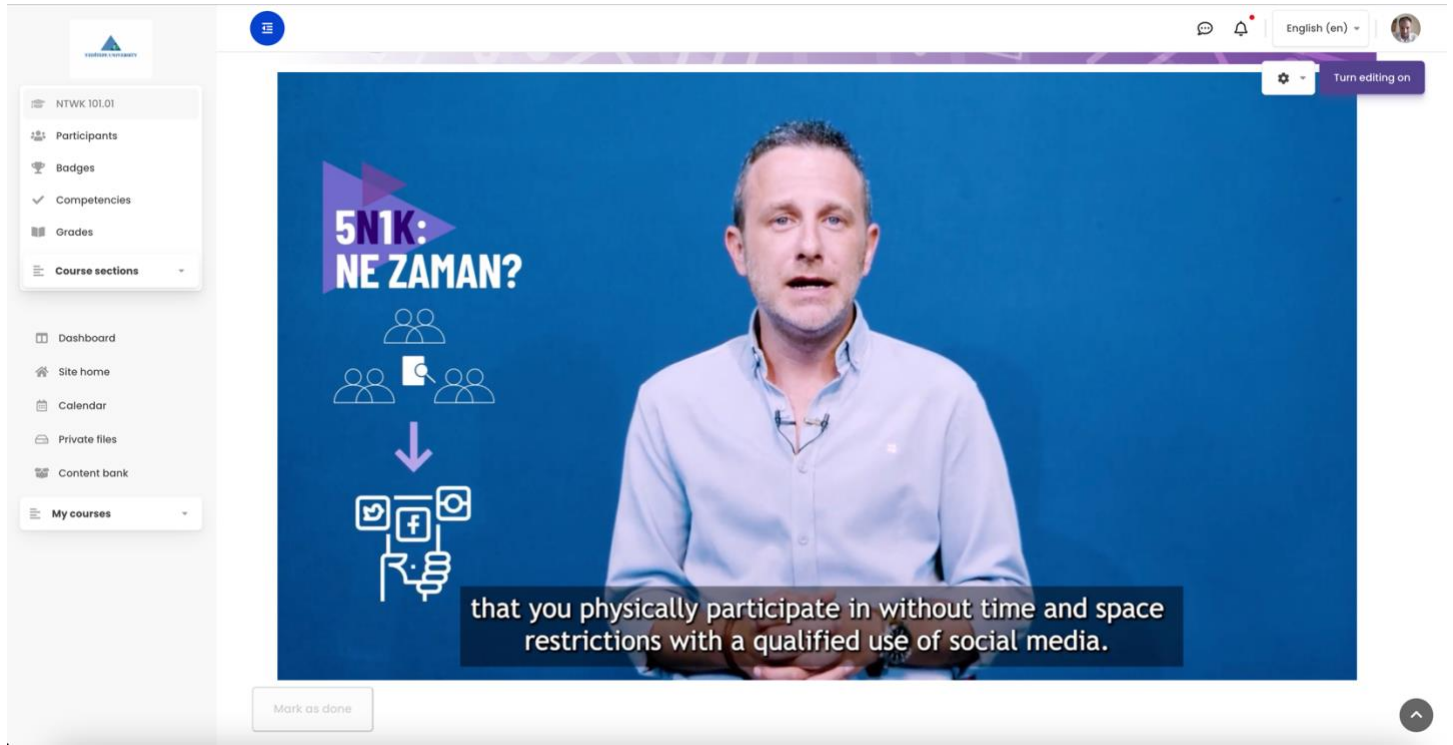 English (en)
Turn editing on
NTWK 101.01
Participants
Badges
Competencies
Grades
Course sections
Dashboard
Site home
Calendar
Private files
Content bank
My courses
5N1K:
NE ZAMAN?
that you physically participate in without time and space
restrictions with a qualified use of social media.
Mark as done